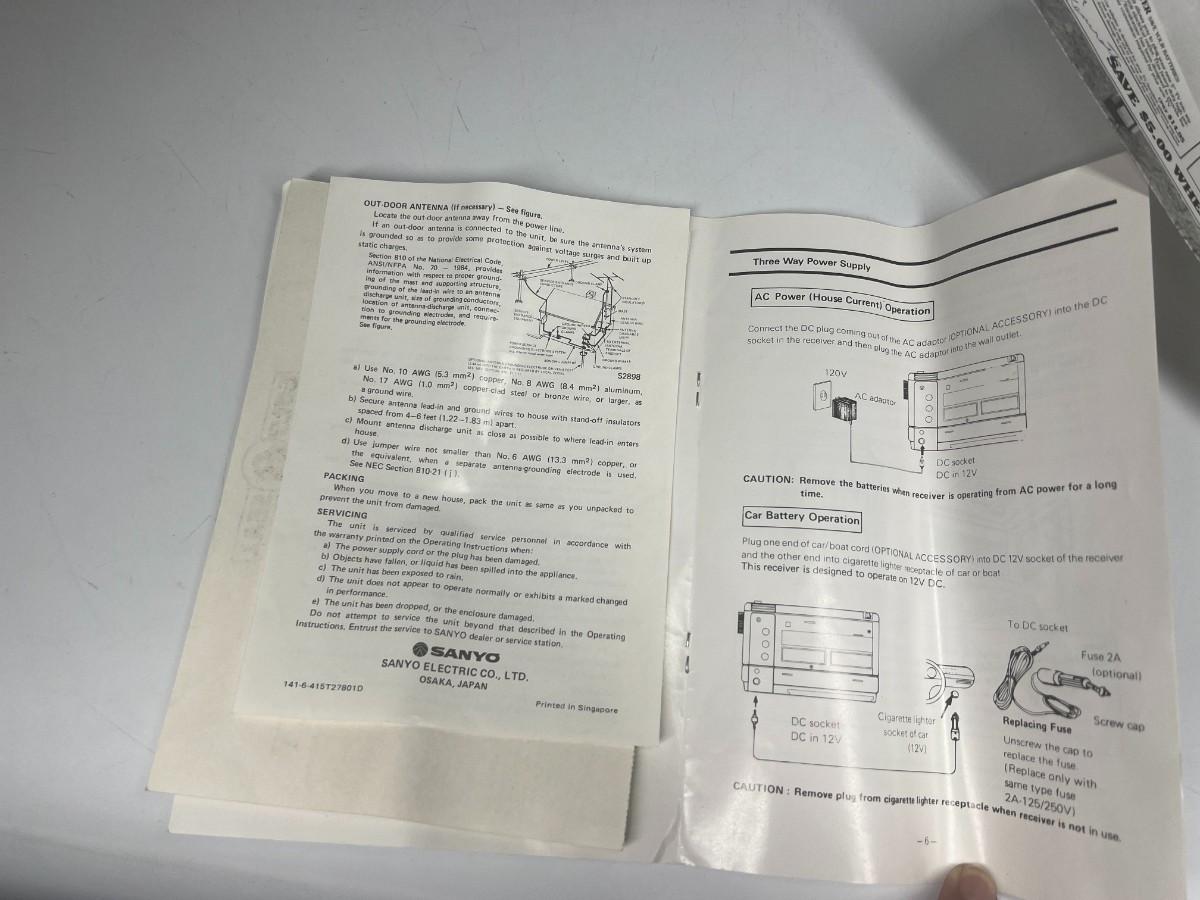 OUT-DOOR ANTENNA (if necessary) — See figure.
Locate the out-door antenna away from the power line.
If an out-door antenna is connected to the unit, be sure the antenna's system
is grounded so as to provide some protection against voltage surges and built up
static charges.
Section 810 of the National Electrical Code,
ANSI/NFPA No. 70 — 1984, provides
information with respect to proper ground-
ing of the mast and supporting structure,
grounding of the lead-in wire to an antenna
discharge unit, size of grounding conductors,
location of antenna-discharge unit, connec-
tion to grounding electrodes, and require-
ments for the grounding electrode.
See figure.
S2898
a) Use No. 10 AWG (5.3 mm²) copper, No. 8 AWG (8.4 mm²) aluminum,
No. 17 AWG (1.0 mm²) copper-clad steel or bronze wire, or larger, as
a ground wire.
b) Secure antenna lead-in and ground wires to house with stand-off insulators
spaced from 4–6 feet (1.22–1.83 m) apart.
c) Mount antenna discharge unit as close as possible to where lead-in enters
house.
d) Use jumper wire not smaller than No. 6 AWG (13.3 mm²) copper, or
the equivalent, when a separate antenna-grounding electrode is used.
See NEC Section 810-21 ( j ).
PACKING
When you move to a new house, pack the unit as same as you unpacked to
prevent the unit from damaged.
SERVICING
The unit is serviced by qualified service personnel in accordance with
the warranty printed on the Operating Instructions when:
a) The power supply cord or the plug has been damaged.
b) Objects have fallen, or liquid has been spilled into the appliance.
c) The unit has been exposed to rain.
d) The unit does not appear to operate normally or exhibits a marked changed
in performance.
e) The unit has been dropped, or the enclosure damaged.
Do not attempt to service the unit beyond that described in the Operating
Instructions. Entrust the service to SANYO dealer or service station.
SANYO
SANYO ELECTRIC CO., LTD.
OSAKA, JAPAN
141-6-415T27801D
Printed in Singapore
Three Way Power Supply
AC Power (House Current) Operation
Connect the DC plug coming out of the AC adaptor (OPTIONAL ACCESSORY) into the DC
socket in the receiver and then plug the AC adaptor into the wall outlet.
120V
AC adaptor
DC socket
DC in 12V
CAUTION: Remove the batteries when receiver is operating from AC power for a long
time.
Car Battery Operation
Plug one end of car/boat cord (OPTIONAL ACCESSORY) into DC 12V socket of the receiver
and the other end into cigarette lighter receptacle of car or boat
This receiver is designed to operate on 12V DC.
To DC socket
Fuse 2A
(optional)
Screw cap
DC socket
DC in 12V
Cigarette lighter
socket of car
(12V)
Replacing Fuse
Unscrew the cap to
replace the fuse
(Replace only with
same type fuse
2A-125/250V)
CAUTION : Remove plug from cigarette lighter receptacle when receiver is not in use.
–6–
SAVE $5.00